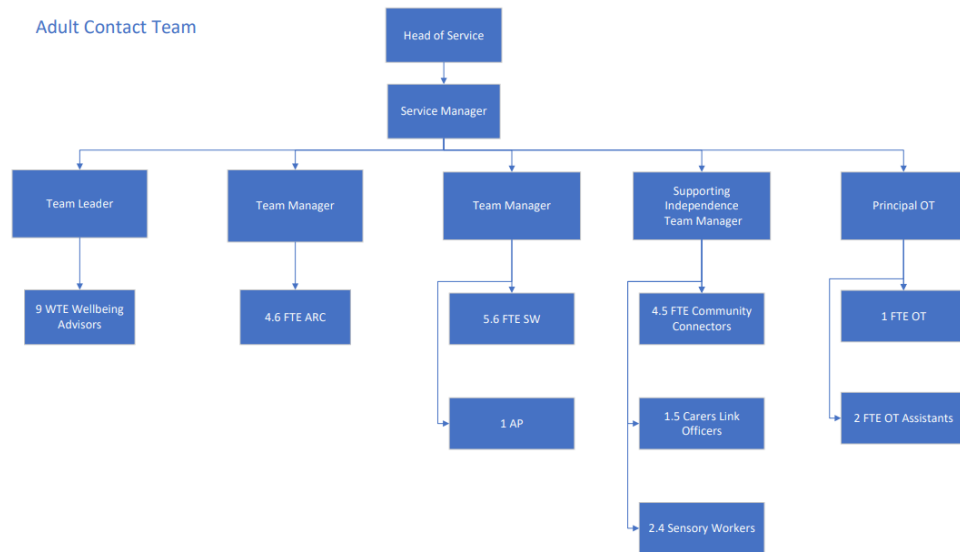 Adult Contact Team
Head of Service
Service Manager
Team Leader
Team Manager
Team Manager
Supporting
Independence
Team Manager
Principal OT
9 WTE Wellbeing
Advisors
4.6 FTE ARC
5.6 FTE SW
4.5 FTE Community
Connectors
1 FTE OT
1 AP
1.5 Carers Link
Officers
2 FTE OT Assistants
2.4 Sensory Workers